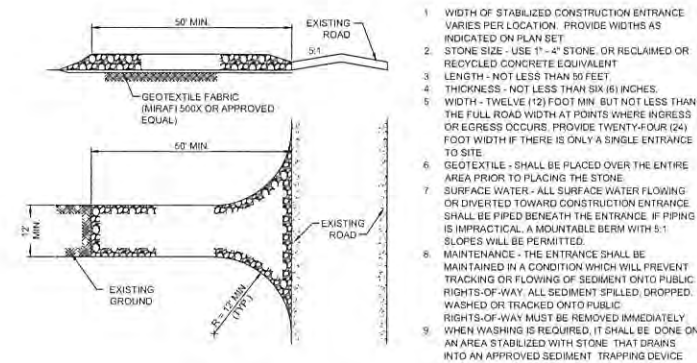 50' MIN.
EXISTING
ROAD
5:1
GEOTEXTILE FABRIC
(MIRAFI 500X OR APPROVED
EQUAL)
50' MIN.
12'
MIN.
EXISTING
ROAD
EXISTING
GROUND
R = 12' MIN
(TYP.)
1 WIDTH OF STABILIZED CONSTRUCTION ENTRANCE
VARIES PER LOCATION. PROVIDE WIDTHS AS
INDICATED ON PLAN SET
2. STONE SIZE - USE 1" - 4" STONE, OR RECLAIMED OR
RECYCLED CONCRETE EQUIVALENT
3 LENGTH - NOT LESS THAN 50 FEET.
4. THICKNESS - NOT LESS THAN SIX (6) INCHES.
5 WIDTH - TWELVE (12) FOOT MIN. BUT NOT LESS THAN
THE FULL ROAD WIDTH AT POINTS WHERE INGRESS
OR EGRESS OCCURS. PROVIDE TWENTY-FOUR (24)
FOOT WIDTH IF THERE IS ONLY A SINGLE ENTRANCE
TO SITE.
6. GEOTEXTILE - SHALL BE PLACED OVER THE ENTIRE
AREA PRIOR TO PLACING THE STONE
7. SURFACE WATER - ALL SURFACE WATER FLOWING
OR DIVERTED TOWARD CONSTRUCTION ENTRANCE
SHALL BE PIPED BENEATH THE ENTRANCE. IF PIPING
IS IMPRACTICAL, A MOUNTABLE BERM WITH 5:1
SLOPES WILL BE PERMITTED.
8. MAINTENANCE - THE ENTRANCE SHALL BE
MAINTAINED IN A CONDITION WHICH WILL PREVENT
TRACKING OR FLOWING OF SEDIMENT ONTO PUBLIC
RIGHTS-OF-WAY. ALL SEDIMENT SPILLED, DROPPED,
WASHED OR TRACKED ONTO PUBLIC
RIGHTS-OF-WAY MUST BE REMOVED IMMEDIATELY
9. WHEN WASHING IS REQUIRED, IT SHALL BE DONE ON
AN AREA STABILIZED WITH STONE THAT DRAINS
INTO AN APPROVED SEDIMENT TRAPPING DEVICE